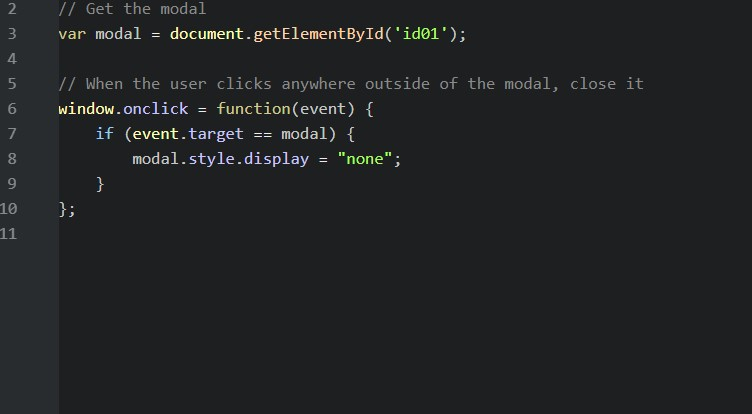 2 // Get the modal
3 var modal = document.getElementById('id01');
4
5 // When the user clicks anywhere outside of the modal, close it
6 window.onclick = function(event) {
7     if (event.target == modal) {
8         modal.style.display = "none";
9     }
10 };
11